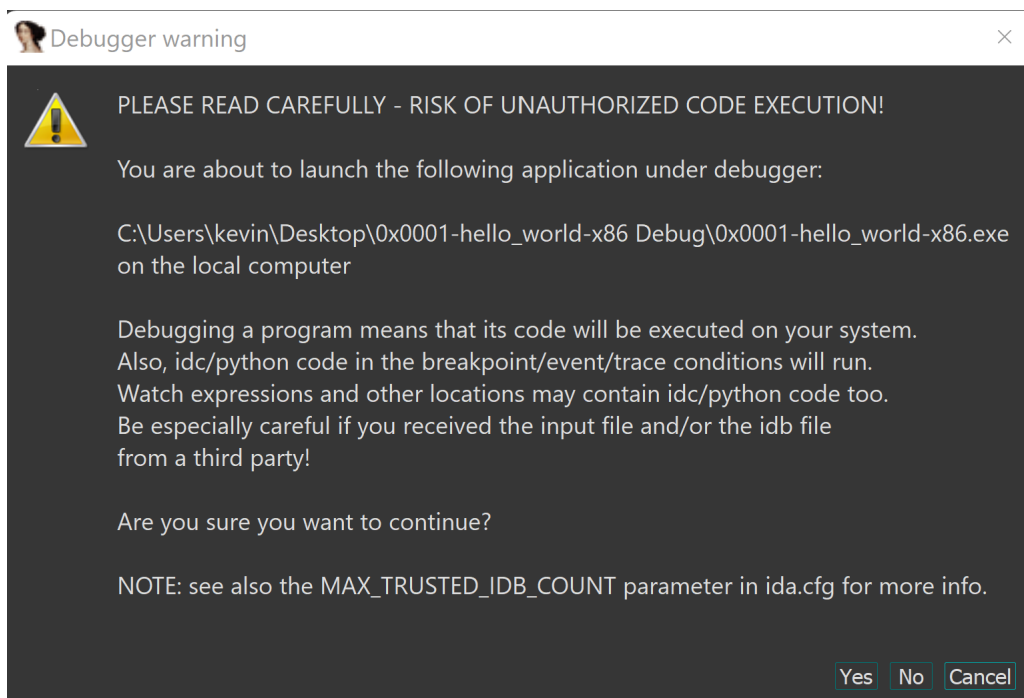 Debugger warning
PLEASE READ CAREFULLY - RISK OF UNAUTHORIZED CODE EXECUTION!
You are about to launch the following application under debugger:
C:\Users\kevin\Desktop\0x0001-hello_world-x86 Debug\0x0001-hello_world-x86.exe
on the local computer
Debugging a program means that its code will be executed on your system.
Also, idc/python code in the breakpoint/event/trace conditions will run.
Watch expressions and other locations may contain idc/python code too.
Be especially careful if you received the input file and/or the idb file
from a third party!
Are you sure you want to continue?
NOTE: see also the MAX_TRUSTED_IDB_COUNT parameter in ida.cfg for more info.
Yes No Cancel